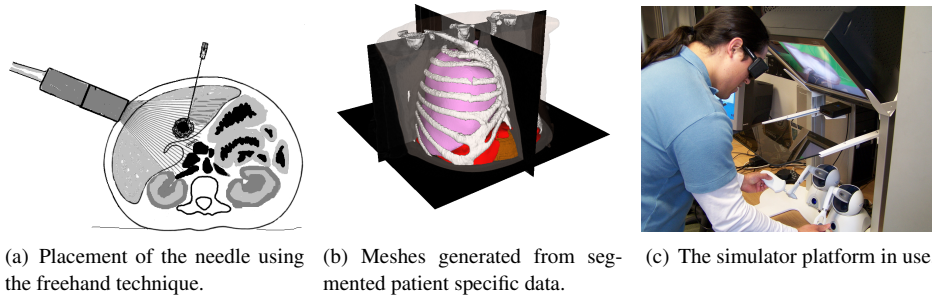 (a) Placement of the needle using
the freehand technique.
(b) Meshes generated from seg-
mented patient specific data.
(c) The simulator platform in use